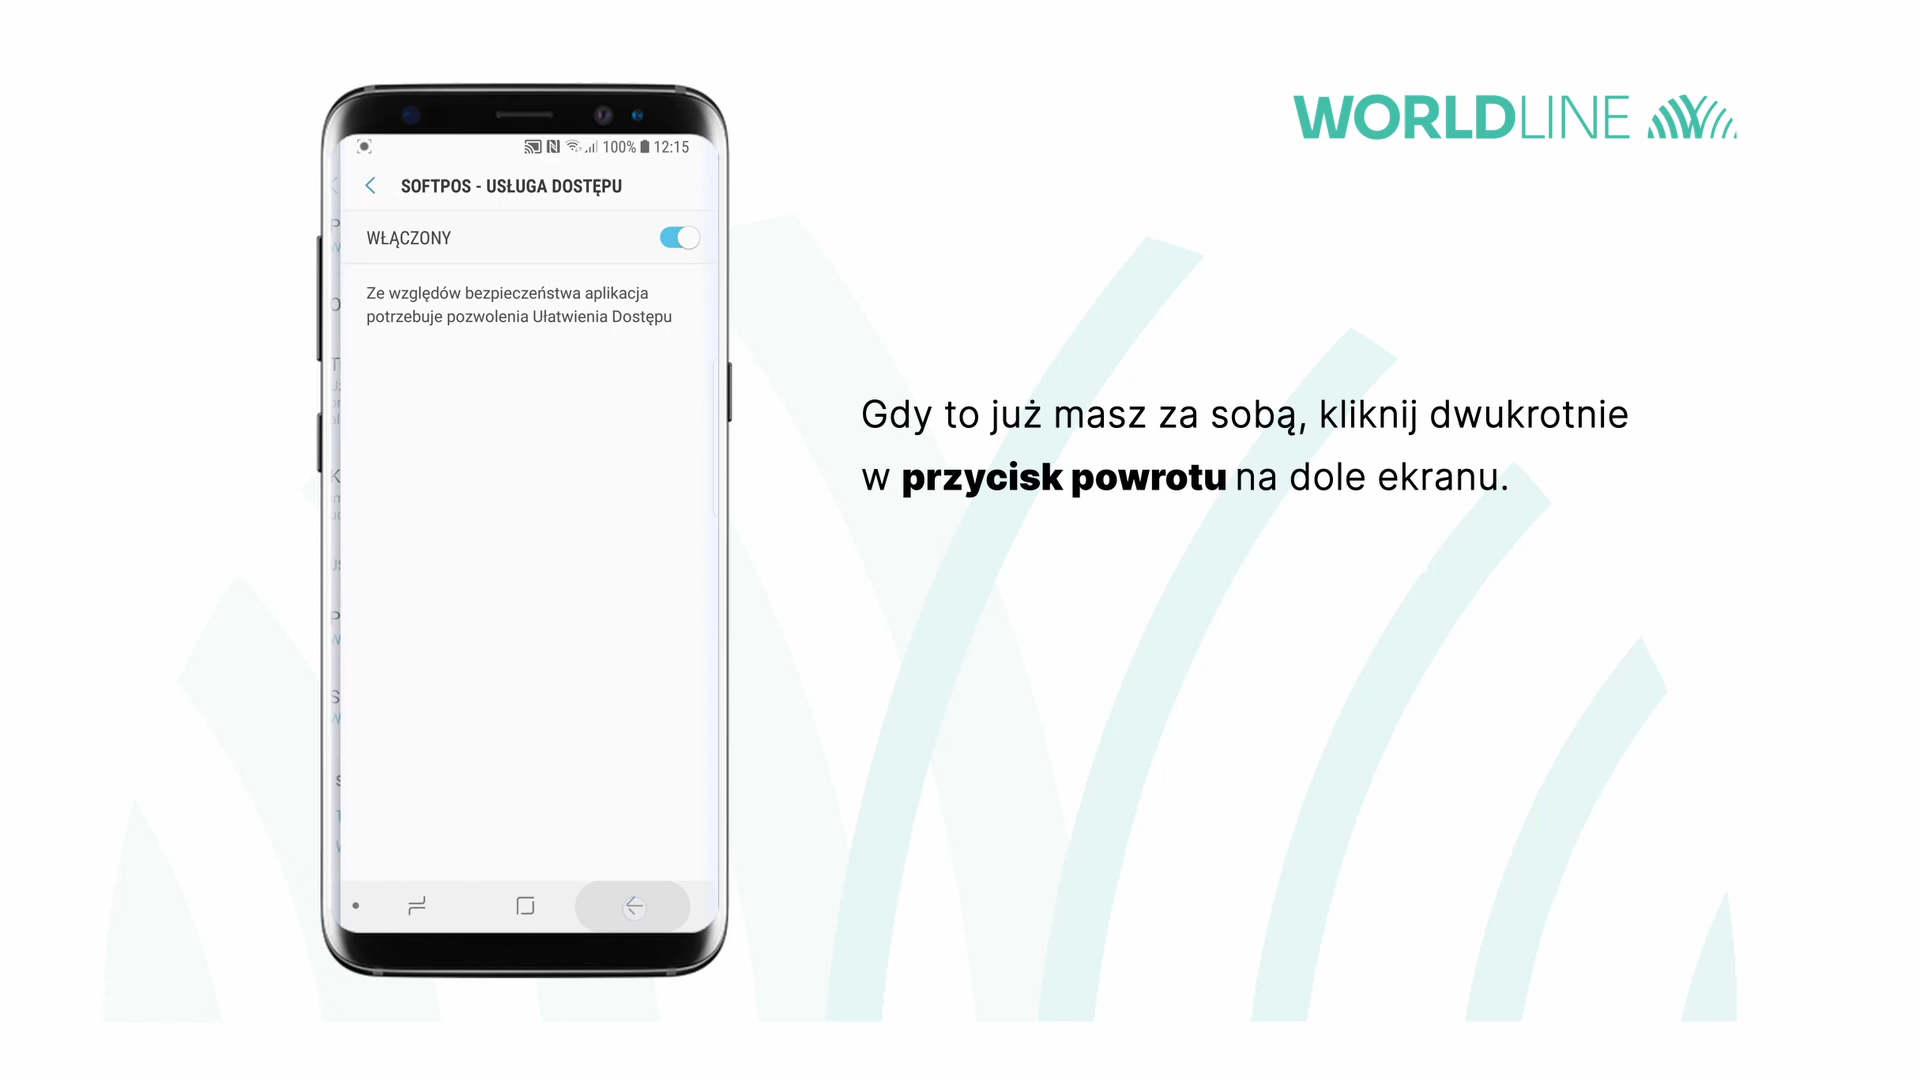 WORLDLINE
100% 12:15
SOFTPOS - USŁUGA DOSTĘPU
WŁĄCZONY
Ze względów bezpieczeństwa aplikacja
potrzebuje pozwolenia Ułatwienia Dostępu
Gdy to już masz za sobą, kliknij dwukrotnie
w przycisk powrotu na dole ekranu.